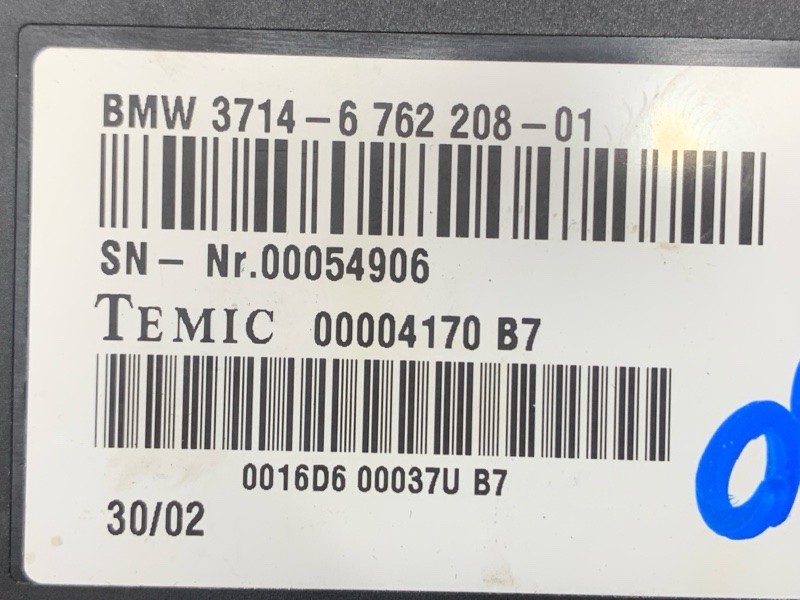 BMW 3714-6 762 208-01
SN- Nr.00054906
TEMIC 00004170 B7
0016D6 00037U B7
30/02